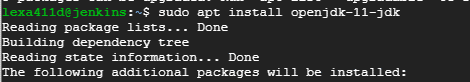 lexa411d@jenkins:~$ sudo apt install openjdk-11-jdk
Reading package lists... Done
Building dependency tree
Reading state information... Done
The following additional packages will be installed: